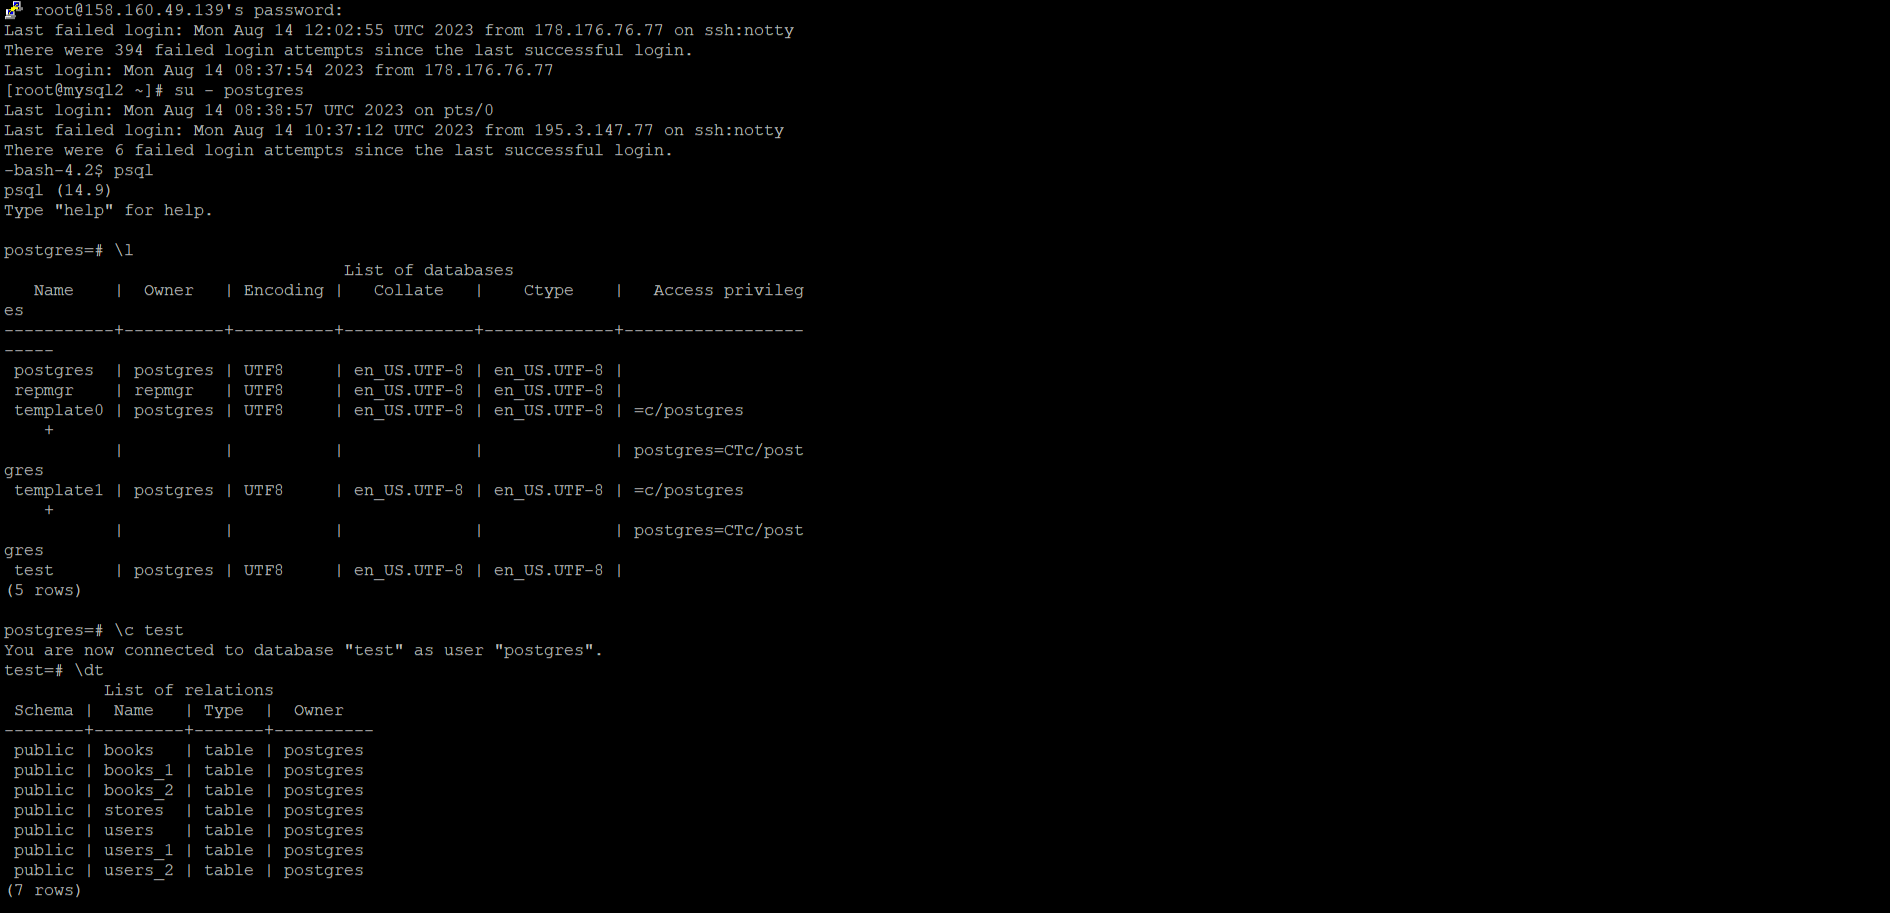 root@158.160.49.139's password:
Last failed login: Mon Aug 14 12:02:55 UTC 2023 from 178.176.76.77 on ssh:notty
There were 394 failed login attempts since the last successful login.
Last login: Mon Aug 14 08:37:54 2023 from 178.176.76.77
[root@mysql2 ~]# su - postgres
Last login: Mon Aug 14 08:38:57 UTC 2023 on pts/0
Last failed login: Mon Aug 14 10:37:12 UTC 2023 from 195.3.147.77 on ssh:notty
There were 6 failed login attempts since the last successful login.
-bash-4.2$ psql
psql (14.9)
Type "help" for help.

postgres=# \l
                                  List of databases
   Name    |  Owner   | Encoding |   Collate   |    Ctype    |   Access privileg
es
-----------+----------+----------+-------------+-------------+------------------
-----
 postgres  | postgres | UTF8     | en_US.UTF-8 | en_US.UTF-8 |
 repmgr    | repmgr   | UTF8     | en_US.UTF-8 | en_US.UTF-8 |
 template0 | postgres | UTF8     | en_US.UTF-8 | en_US.UTF-8 | =c/postgres
    +
           |          |          |             |             | postgres=CTc/post
gres
 template1 | postgres | UTF8     | en_US.UTF-8 | en_US.UTF-8 | =c/postgres
    +
           |          |          |             |             | postgres=CTc/post
gres
 test      | postgres | UTF8     | en_US.UTF-8 | en_US.UTF-8 |
(5 rows)

postgres=# \c test
You are now connected to database "test" as user "postgres".
test=# \dt
          List of relations
 Schema |  Name   | Type  |  Owner
--------+---------+-------+----------
 public | books   | table | postgres
 public | books_1 | table | postgres
 public | books_2 | table | postgres
 public | stores  | table | postgres
 public | users   | table | postgres
 public | users_1 | table | postgres
 public | users_2 | table | postgres
(7 rows)